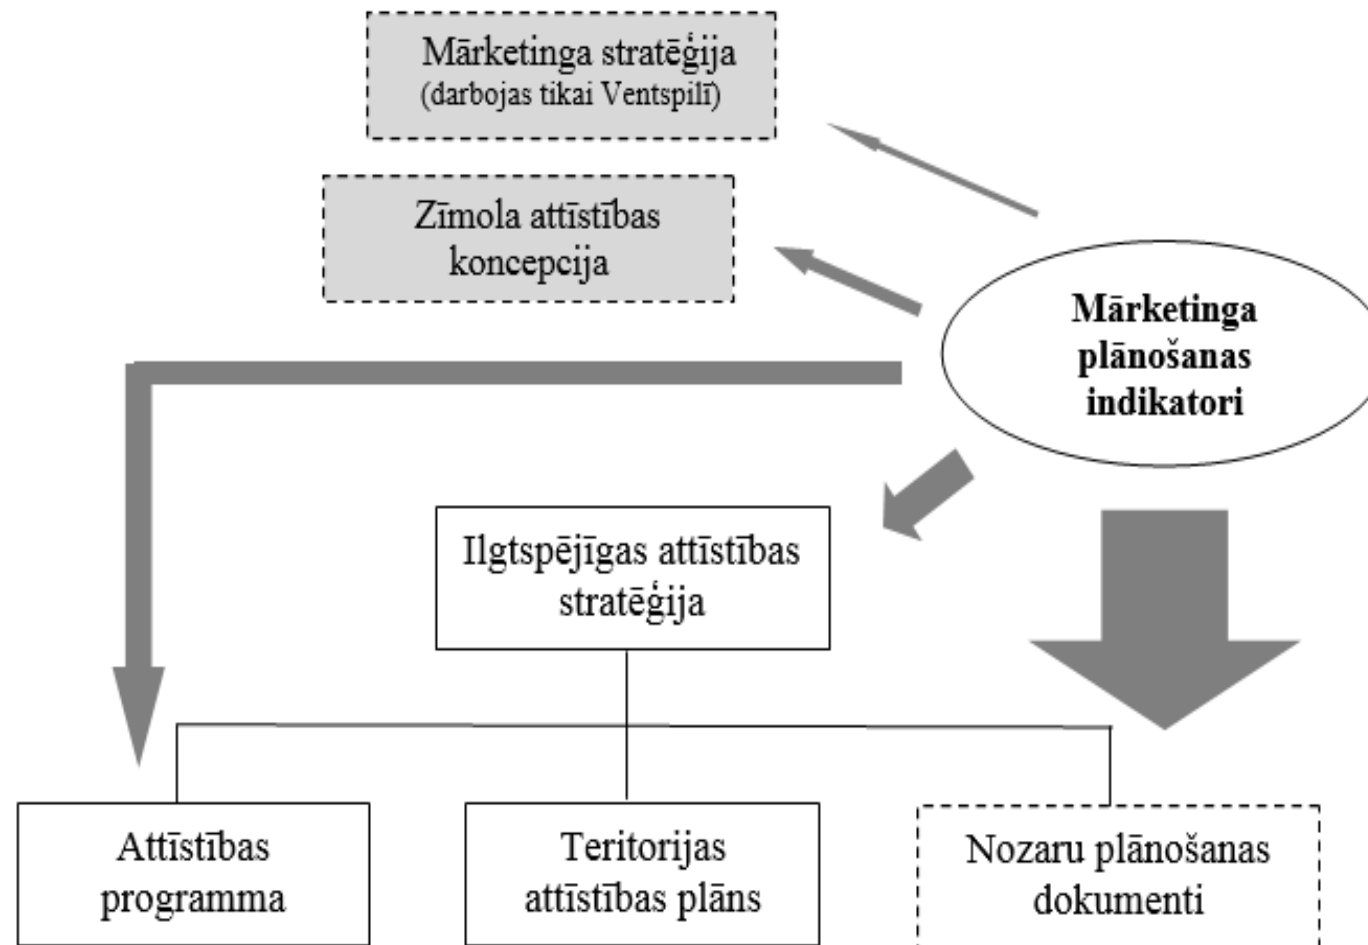 Mārketinga stratēģija
(darbojas tikai Ventspilī)
Zīmola attīstības
koncepcija
Mārketinga
plānošanas
indikatori
Ilgtspējīgas attīstības
stratēģija
Attīstības
programma
Teritorijas
attīstības plāns
Nozaru plānošanas
dokumenti